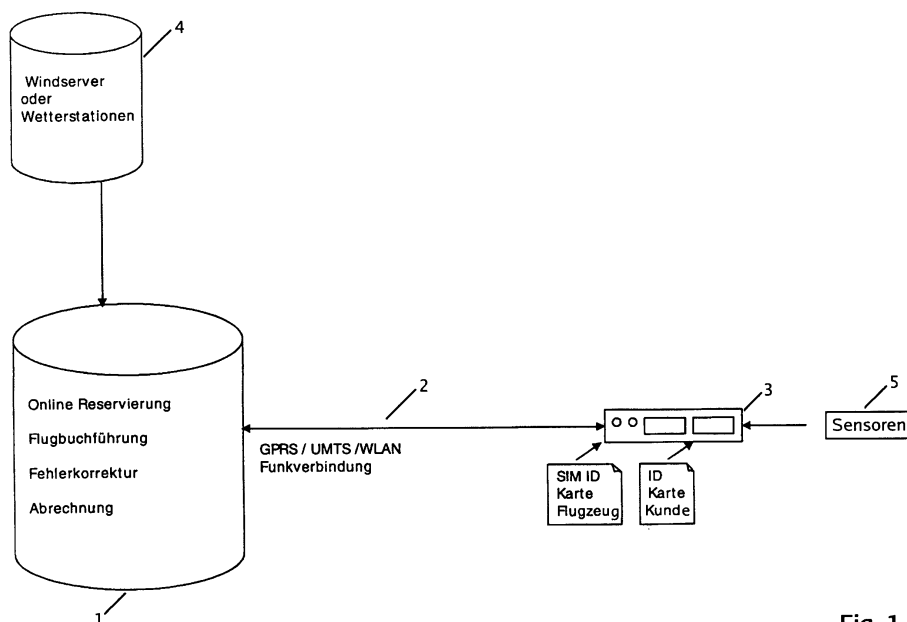 4
Windserver
oder
Wetterstationen
Online Reservierung
Flugbuchführung
Fehlerkorrektur
Abrechnung
1
2
GPRS / UMTS /WLAN
Funkverbindung
3
SIM ID
Karte
Flugzeug
ID
Karte
Kunde
5
Sensoren
Fig. 1